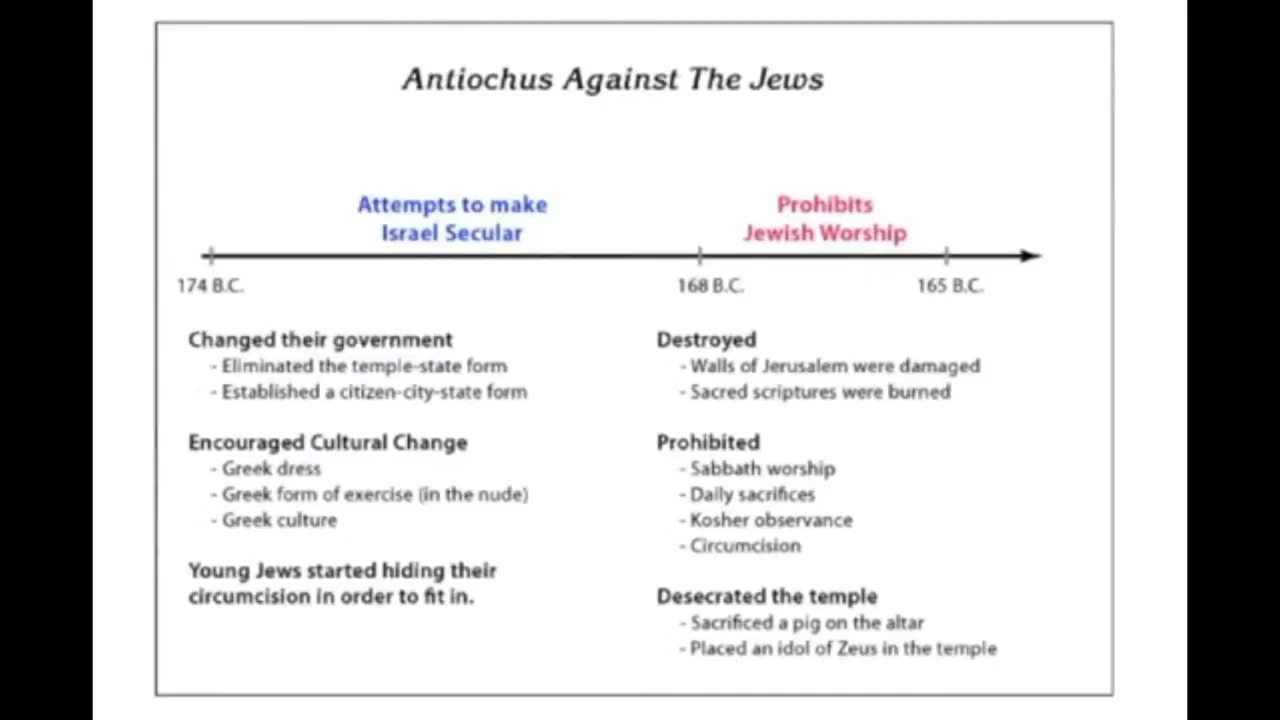 Antiochus Against The Jews
Attempts to make
Israel Secular
Prohibits
Jewish Worship
174 B.C.
168 B.C.
165 B.C.
Changed their government
- Eliminated the temple-state form
- Established a citizen-city-state form
Encouraged Cultural Change
- Greek dress
- Greek form of exercise (in the nude)
- Greek culture
Young Jews started hiding their
circumcision in order to fit in.
Destroyed
- Walls of Jerusalem were damaged
- Sacred scriptures were burned
Prohibited
- Sabbath worship
- Daily sacrifices
- Kosher observance
- Circumcision
Desecrated the temple
- Sacrificed a pig on the altar
- Placed an idol of Zeus in the temple